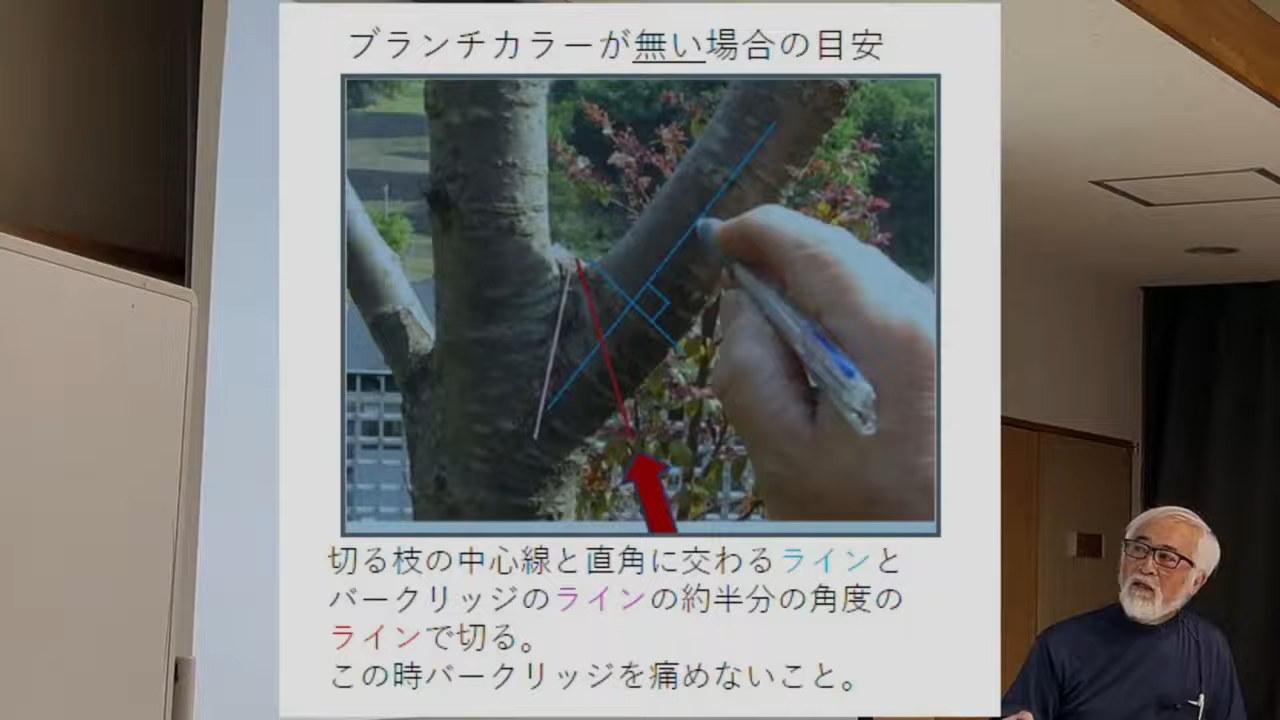 ブランチカラーが無い場合の目安
切る枝の中心線と直角に交わるラインと
バークリッジのラインの約半分の角度の
ラインで切る。
この時バークリッジを痛めないこと。